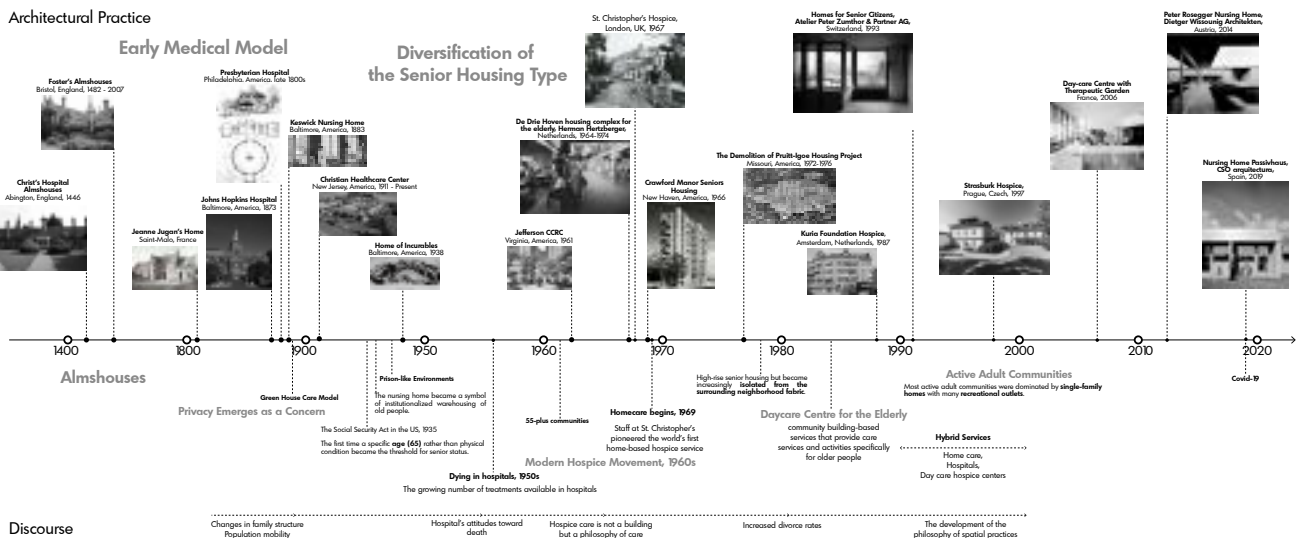 Architectural Practice
Early Medical Model
Diversification of
the Senior Housing Type
Foster's Almshouses
Bristol, England, 1482 - 2007
Christ's Hospital
Almshouses
Abington, England, 1446
Presbyterian Hospital
Philadelphia. America. late 1800s
Keswick Nursing Home
Baltimore, America, 1883
Jeanne Jugan's Home
Saint-Malo, France
Johns Hopkins Hospital
Baltimore, America, 1873
Christian Healthcare Center
New Jersey, America, 1911 - Present
Home of Incurables
Baltimore, America, 1938
St. Christopher's Hospice,
London, UK, 1967
De Drie Hoven housing complex for
the elderly, Herman Hertzberger,
Netherlands, 1964-1974
Jefferson CCRC
Virginia, America, 1961
Crawford Manor Seniors
Housing
New Haven, America, 1966
Homes for Senior Citizens,
Atelier Peter Zumthor & Partner AG,
Switzerland, 1993
The Demolition of Pruitt-Igoe Housing Project
Missouri, America, 1972-1976
Kuria Foundation Hospice,
Amsterdam, Netherlands, 1987
Strasburk Hospice,
Prague, Czech, 1997
Day-care Centre with
Therapeutic Garden
France, 2006
Peter Rosegger Nursing Home,
Dietger Wissounig Architekten,
Austria, 2014
Nursing Home Passivhaus,
CSO arquitectura,
Spain, 2019
1400
1800
1900
1950
1960
1970
1980
1990
2000
2010
2020
Almshouses
Privacy Emerges as a Concern
Green House Care Model
Prison-like Environments
The nursing home become a symbol
of institutionalized warehousing of
old people.
The Social Security Act in the US, 1935
The first time a specific age (65) rather than physical
condition became the threshold for senior status.
Dying in hospitals, 1950s
The growing number of treatments available in hospitals
55-plus communities
Homecare begins, 1969
Staff at St. Christopher's
pioneered the world's first
home-based hospice service
Modern Hospice Movement, 1960s
High-rise senior housing but become
increasingly isolated from the
surrounding neighborhood fabric.
Daycare Centre for the Elderly
community building-based
services that provide care
services and activities specifically
for older people
Active Adult Communities
Most active adult communities were dominated by single-family
homes with many recreational outlets.
Hybrid Services
Home care,
Hospitals,
Day care hospice centers
Covid-19
Discourse
Changes in family structure
Population mobility
Hospital's attitudes toward
death
Hospice care is not a building
but a philosophy of care
Increased divorce rates
The development of the
philosophy of spatial practices